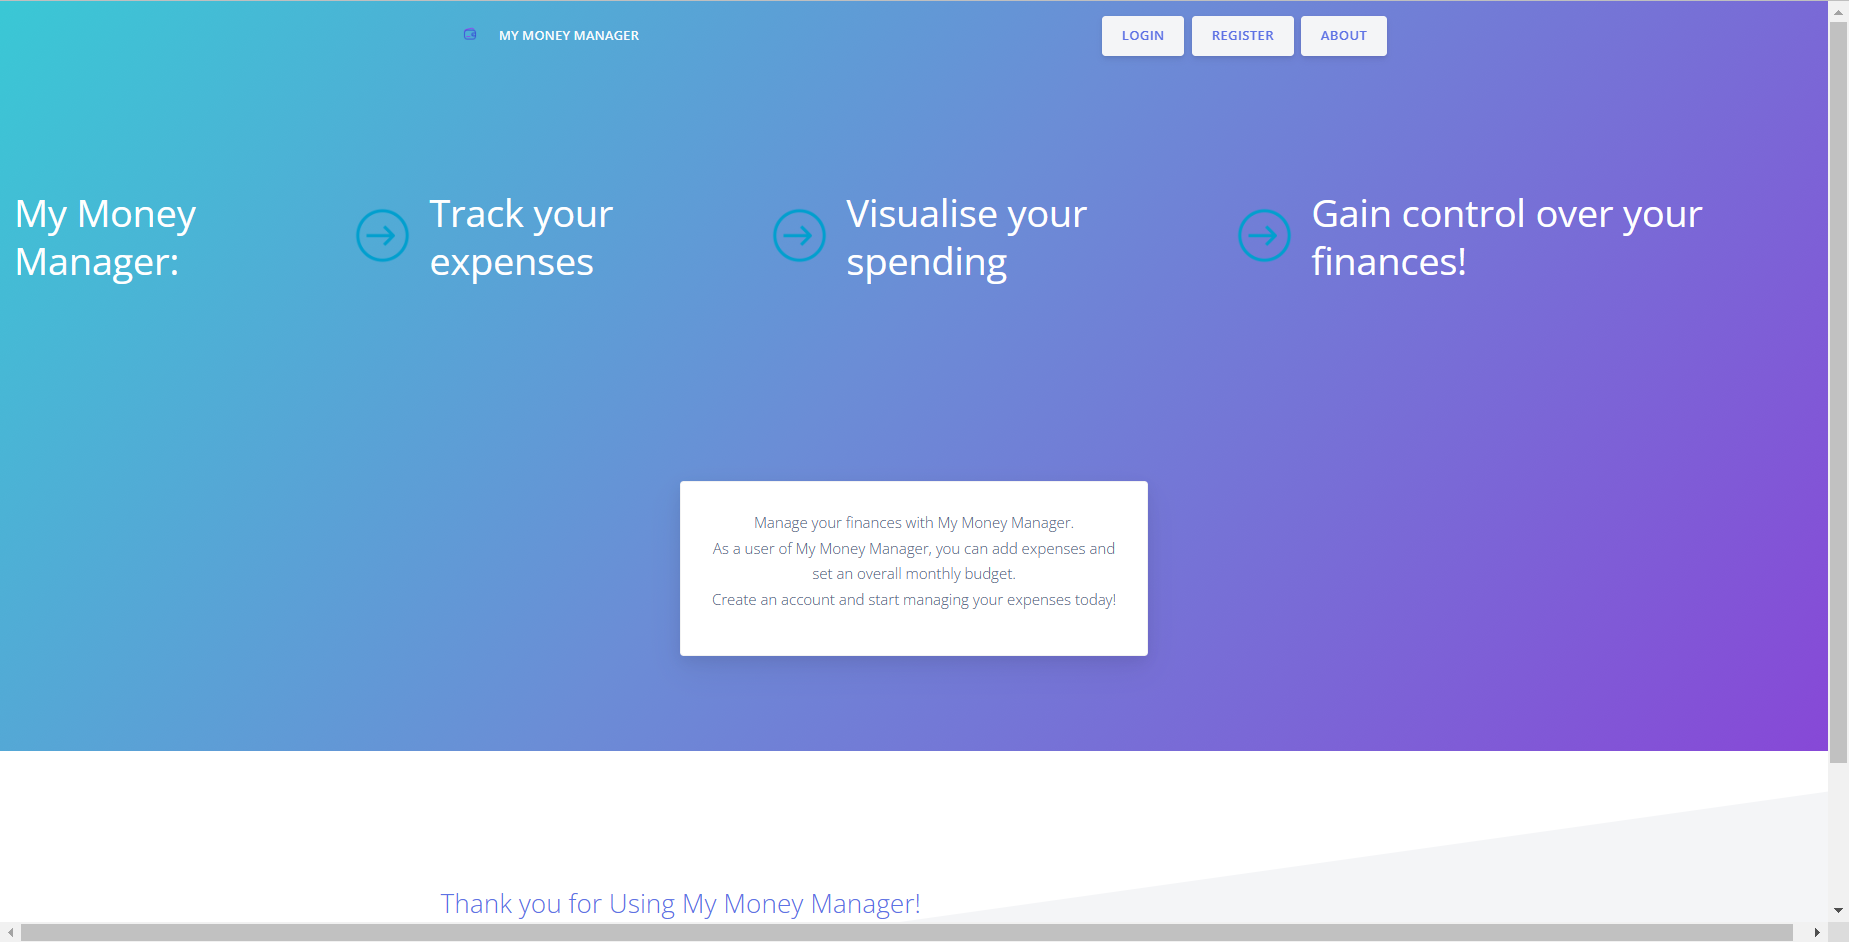 MY MONEY MANAGER
LOGIN
REGISTER
ABOUT
My Money
Manager:
Track your
expenses
Visualise your
spending
Gain control over your
finances!
Manage your finances with My Money Manager.
As a user of My Money Manager, you can add expenses and
set an overall monthly budget.
Create an account and start managing your expenses today!
Thank you for Using My Money Manager!